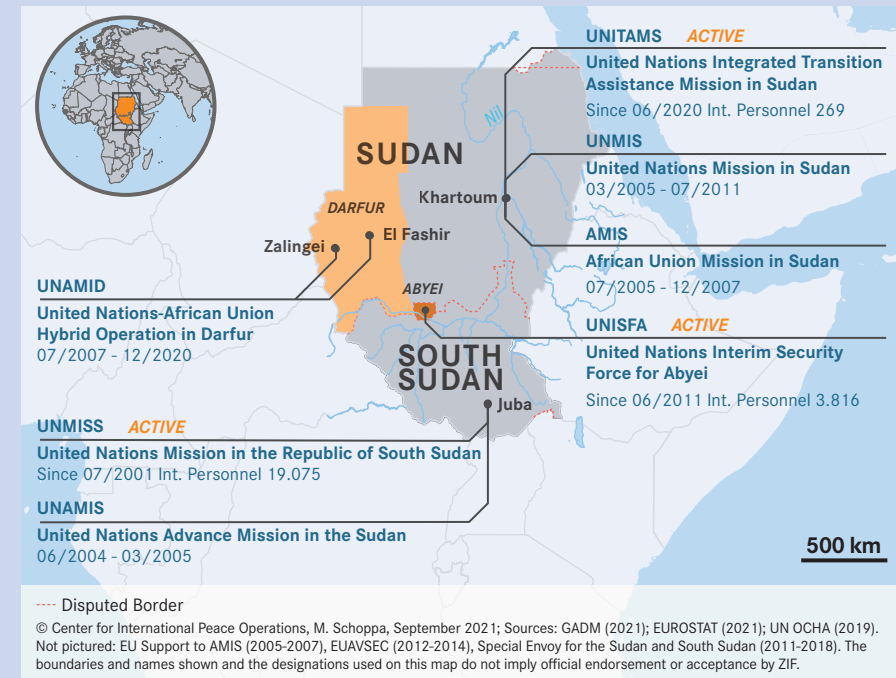 UNITAMS ACTIVE
United Nations Integrated Transition
Assistance Mission in Sudan
Since 06/2020 Int. Personnel 269
UNMIS
United Nations Mission in Sudan
03/2005 - 07/2011
AMIS
African Union Mission in Sudan
07/2005 - 12/2007
UNISFA ACTIVE
United Nations Interim Security
Force for Abyei
Since 06/2011 Int. Personnel 3.816
Nil
SUDAN
Khartoum
DARFUR
El Fashir
Zalingei
ABYEI
SOUTH
SUDAN
Juba
UNAMID
United Nations-African Union
Hybrid Operation in Darfur
07/2007 - 12/2020
UNMISS ACTIVE
United Nations Mission in the Republic of South Sudan
Since 07/2001 Int. Personnel 19.075
UNAMIS
United Nations Advance Mission in the Sudan
06/2004 - 03/2005
500 km
Disputed Border
© Center for International Peace Operations, M. Schoppa, September 2021; Sources: GADM (2021); EUROSTAT (2021); UN OCHA (2019).
Not pictured: EU Support to AMIS (2005-2007), EUAVSEC (2012-2014), Special Envoy for the Sudan and South Sudan (2011-2018). The
boundaries and names shown and the designations used on this map do not imply official endorsement or acceptance by ZIF.